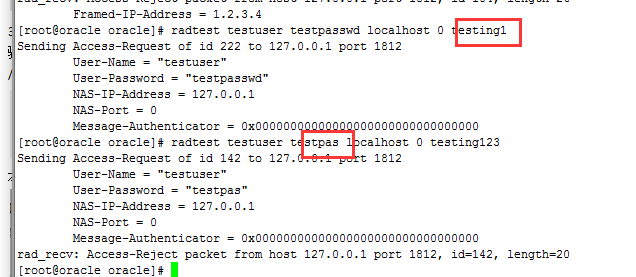 rad_recv: Access-Reject packet from host 127.0.0.1 port 1812, id=161, length=20
Framed-IP-Address = 1.2.3.4
[root@oracle oracle]# radtest testuser testpasswd localhost 0 testing1
Sending Access-Request of id 222 to 127.0.0.1 port 1812
User-Name = "testuser"
User-Password = "testpasswd"
NAS-IP-Address = 127.0.0.1
NAS-Port = 0
Message-Authenticator = 0x00000000000000000000000000000000
[root@oracle oracle]# radtest testuser testpas localhost 0 testing123
Sending Access-Request of id 142 to 127.0.0.1 port 1812
User-Name = "testuser"
User-Password = "testpas"
NAS-IP-Address = 127.0.0.1
NAS-Port = 0
Message-Authenticator = 0x00000000000000000000000000000000
rad_recv: Access-Reject packet from host 127.0.0.1 port 1812, id=142, length=20
[root@oracle oracle]#